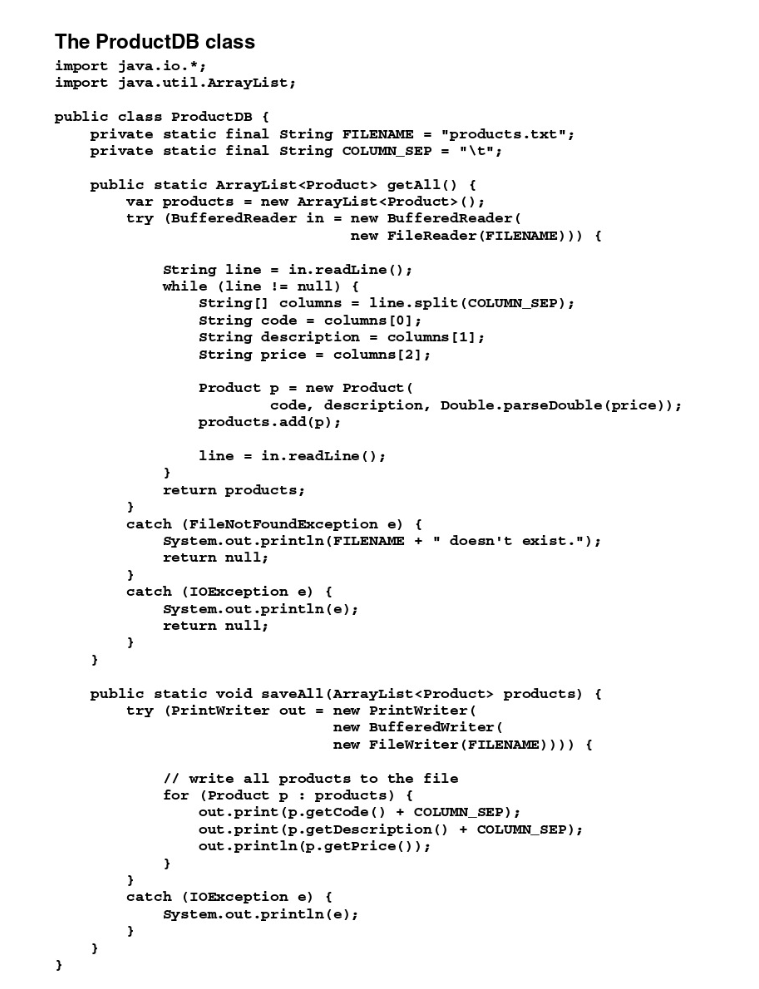 The ProductDB class
import java.io.*;
import java.util.ArrayList;

public class ProductDB {
    private static final String FILENAME = "products.txt";
    private static final String COLUMN_SEP = "\t";

    public static ArrayList<Product> getAll() {
        var products = new ArrayList<Product>();
        try (BufferedReader in = new BufferedReader(
                                 new FileReader(FILENAME))) {

            String line = in.readLine();
            while (line != null) {
                String[] columns = line.split(COLUMN_SEP);
                String code = columns[0];
                String description = columns[1];
                String price = columns[2];

                Product p = new Product(
                        code, description, Double.parseDouble(price));
                products.add(p);

                line = in.readLine();
            }
            return products;
        }
        catch (FileNotFoundException e) {
            System.out.println(FILENAME + " doesn't exist.");
            return null;
        }
        catch (IOException e) {
            System.out.println(e);
            return null;
        }
    }

    public static void saveAll(ArrayList<Product> products) {
        try (PrintWriter out = new PrintWriter(
                               new BufferedWriter(
                               new FileWriter(FILENAME)))) {

            // write all products to the file
            for (Product p : products) {
                out.print(p.getCode() + COLUMN_SEP);
                out.print(p.getDescription() + COLUMN_SEP);
                out.println(p.getPrice());
            }
        }
        catch (IOException e) {
            System.out.println(e);
        }
    }
}